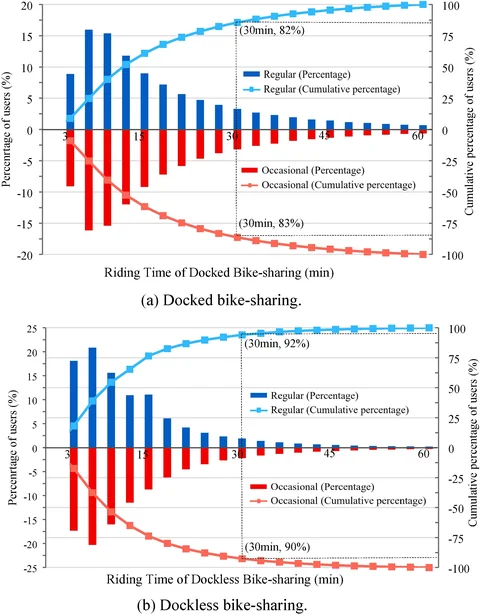 20
15
10
5
0
-5
-10
-15
-20
Percenrtage of users (%)
100
75
50
25
0
-25
-50
-75
-100
Cumulative percentage of users (%)
(30min, 82%)
Regular (Percentage)
Regular (Cumulative percentage)
3
15
30
45
60
Occasional (Percentage)
Occasional (Cumulative percentage)
(30min, 83%)
Riding Time of Docked Bike-sharing (min)
(a) Docked bike-sharing.
25
20
15
10
5
0
-5
-10
-15
-20
-25
Percenrtage of users (%)
100
75
50
25
0
-25
-50
-75
-100
Cumulative percentage of users (%)
(30min, 92%)
Regular (Percentage)
Regular (Cumulative percentage)
3
15
30
45
60
Occasional (Percentage)
Occasional (Cumulative percentage)
(30min, 90%)
Riding Time of Dockless Bike-sharing (min)
(b) Dockless bike-sharing.